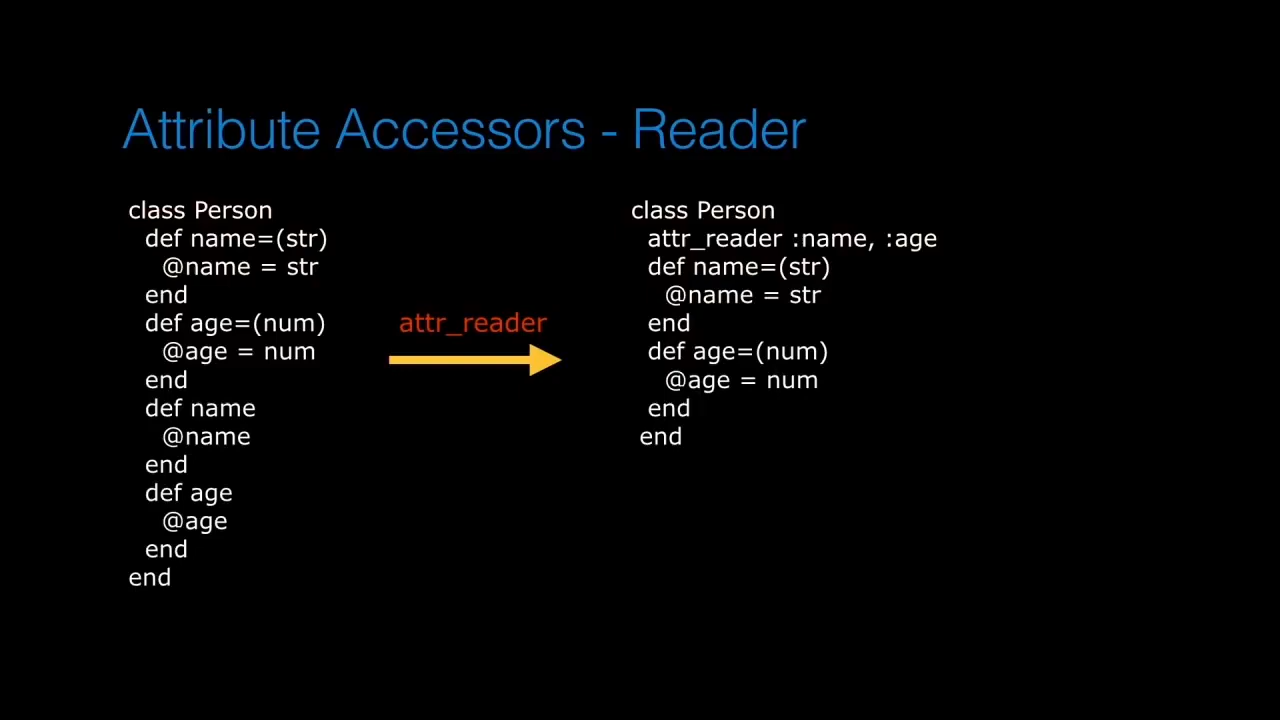 Attribute Accessors - Reader
class Person
def name=(str)
@name = str
end
def age=(num)
@age = num
end
def name
@name
end
def age
@age
end
end
attr_reader
class Person
attr_reader :name, :age
def name=(str)
@name = str
end
def age=(num)
@age = num
end
end